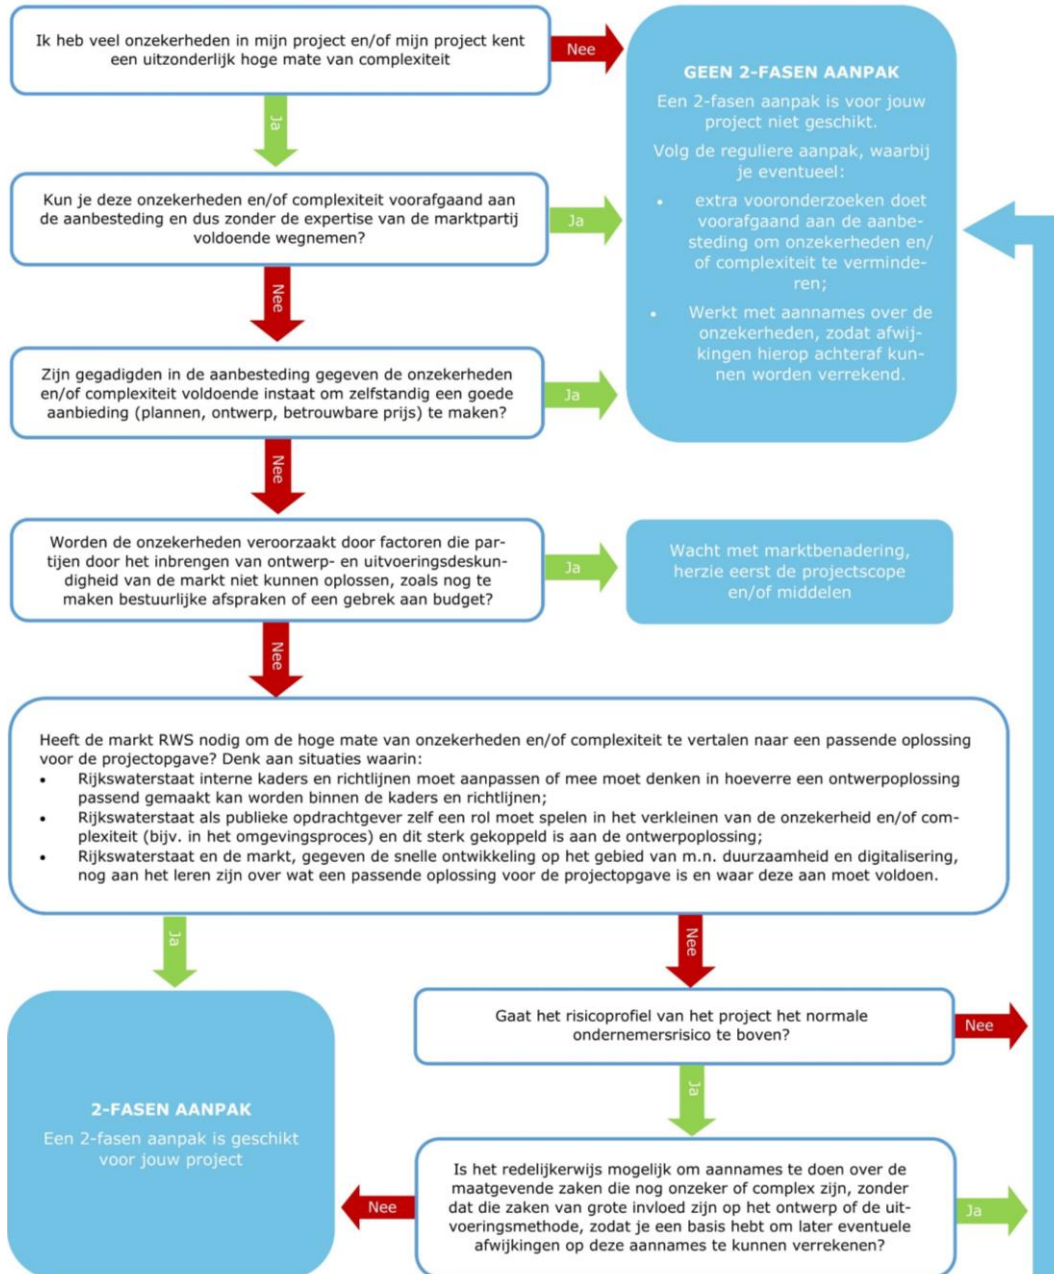 Ik heb veel onzekerheden in mijn project en/of mijn project kent
een uitzonderlijk hoge mate van complexiteit
Nee
Ja
GEEN 2-FASEN AANPAK
Een 2-fasen aanpak is voor jouw
project niet geschikt.
Volg de reguliere aanpak, waarbij
je eventueel:
• extra vooronderzoeken doet
voorafgaand aan de aanbe-
steding om onzekerheden en/
of complexiteit te verminde-
ren;
• Werkt met aannames over de
onzekerheden, zodat afwij-
kingen hierop achteraf kun-
nen worden verrekend.
Kun je deze onzekerheden en/of complexiteit voorafgaand aan
de aanbesteding en dus zonder de expertise van de marktpartij
voldoende wegnemen?
Ja
Nee
Zijn gegadigden in de aanbesteding gegeven de onzekerheden
en/of complexiteit voldoende instaat om zelfstandig een goede
aanbieding (plannen, ontwerp, betrouwbare prijs) te maken?
Ja
Nee
Worden de onzekerheden veroorzaakt door factoren die par-
tijen door het inbrengen van ontwerp- en uitvoeringsdeskun-
digheid van de markt niet kunnen oplossen, zoals nog te
maken bestuurlijke afspraken of een gebrek aan budget?
Ja
Wacht met marktbenadering,
herzie eerst de projectscope
en/of middelen
Nee
Heeft de markt RWS nodig om de hoge mate van onzekerheden en/of complexiteit te vertalen naar een passende oplossing
voor de projectopgave? Denk aan situaties waarin:
• Rijkswaterstaat interne kaders en richtlijnen moet aanpassen of mee moet denken in hoeverre een ontwerpoplossing
passend gemaakt kan worden binnen de kaders en richtlijnen;
• Rijkswaterstaat als publieke opdrachtgever zelf een rol moet spelen in het verkleinen van de onzekerheid en/of com-
plexiteit (bijv. in het omgevingsproces) en dit sterk gekoppeld is aan de ontwerpoplossing;
• Rijkswaterstaat en de markt, gegeven de snelle ontwikkeling op het gebied van m.n. duurzaamheid en digitalisering,
nog aan het leren zijn over wat een passende oplossing voor de projectopgave is en waar deze aan moet voldoen.
Ja
Nee
Gaat het risicoprofiel van het project het normale
ondernemersrisico te boven?
Nee
Ja
2-FASEN AANPAK
Een 2-fasen aanpak is geschikt
voor jouw project
Nee
Is het redelijkerwijs mogelijk om aannames te doen over de
maatgevende zaken die nog onzeker of complex zijn, zonder
dat die zaken van grote invloed zijn op het ontwerp of de uit-
voeringsmethode, zodat je een basis hebt om later eventuele
afwijkingen op deze aannames te kunnen verrekenen?
Ja